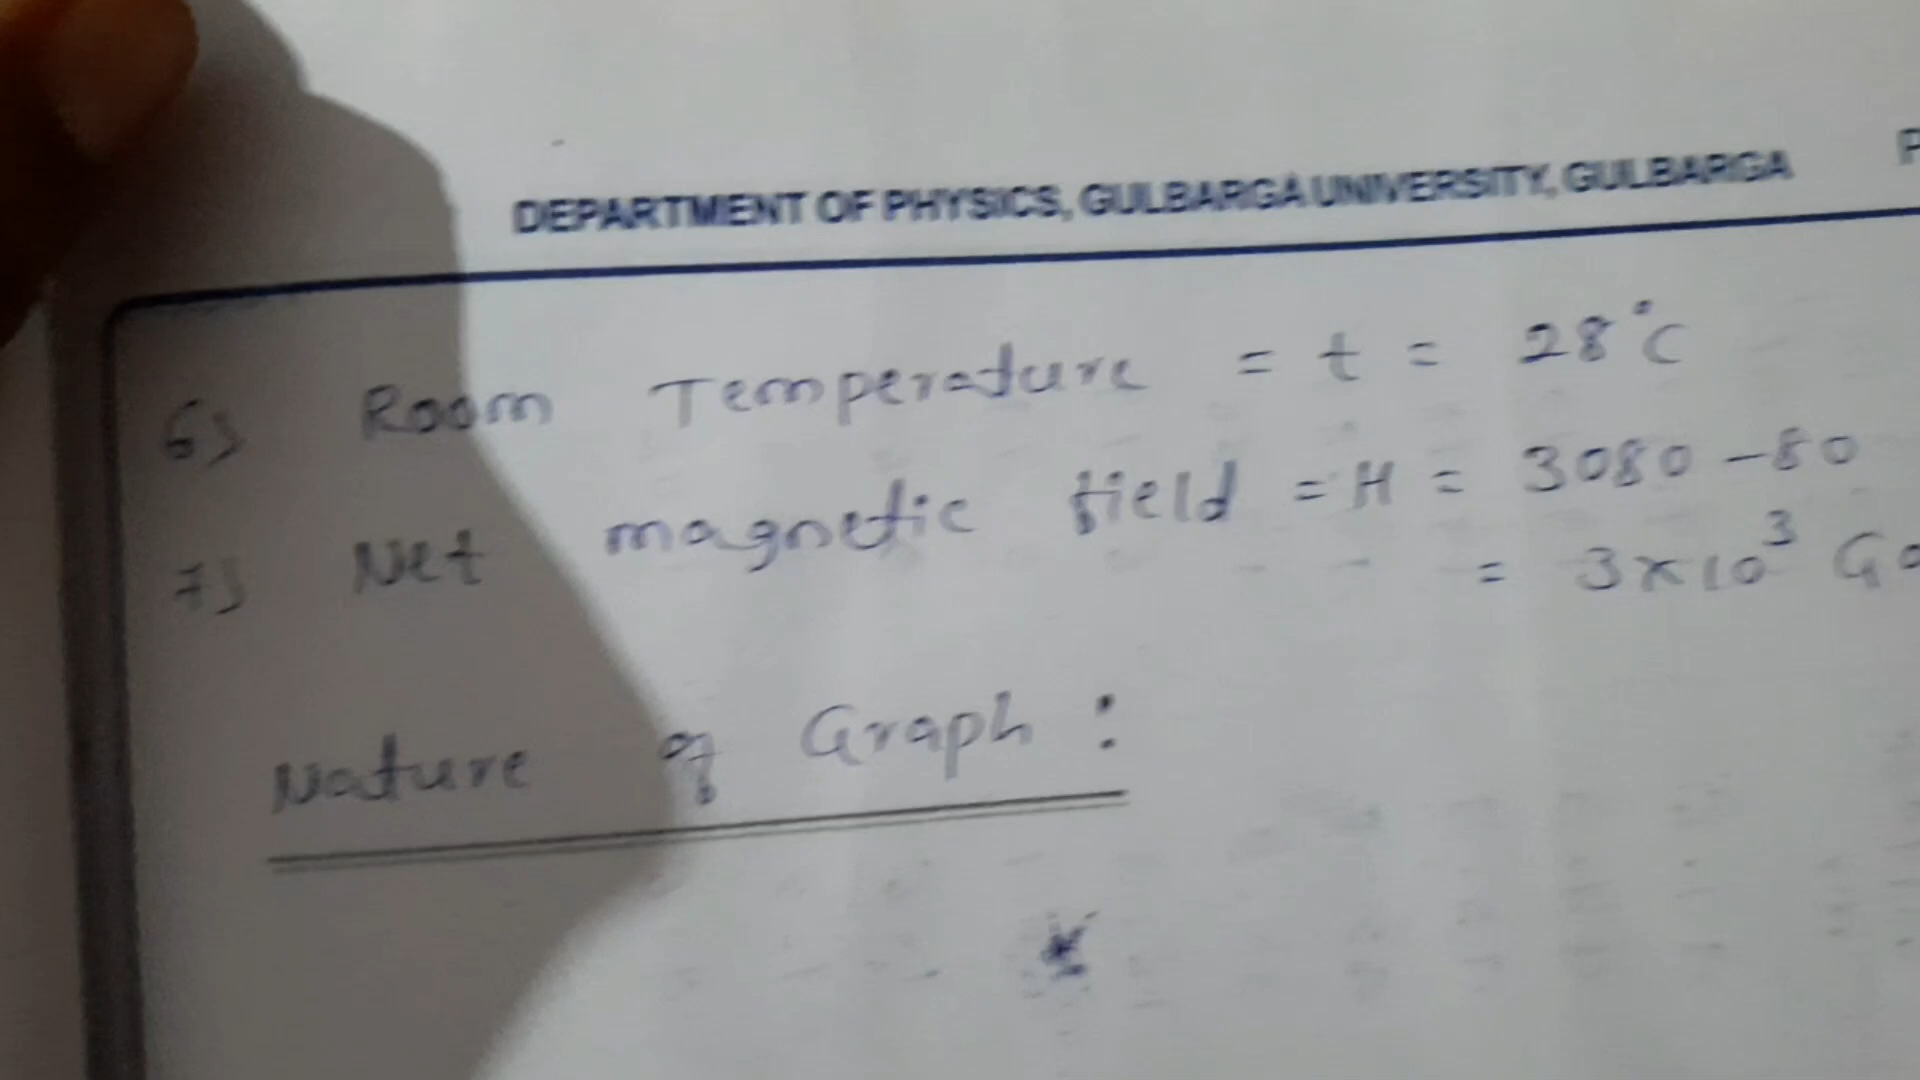 DEPARTMENT OF PHYSICS, GULBARGA UNIVERSITY, GULBARGA P
6) Room Temperature = t = 28°C
7) Net magnetic field = H = 3080 - 80
= 3×10³ Ga
Nature of Graph :